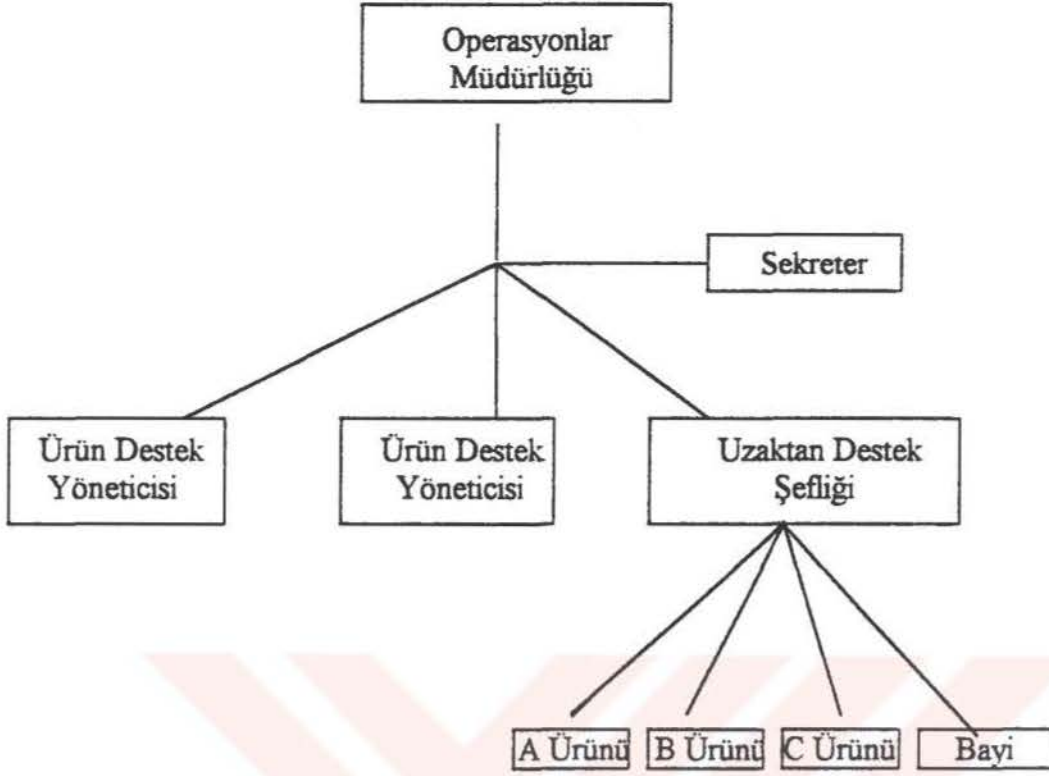 Operasyonlar
Müdürlüğü
Sekreter
Ürün Destek
Yöneticisi
Ürün Destek
Yöneticisi
Uzaktan Destek
Şefliği
A Ürünü
B Ürünü
C Ürünü
Bayi